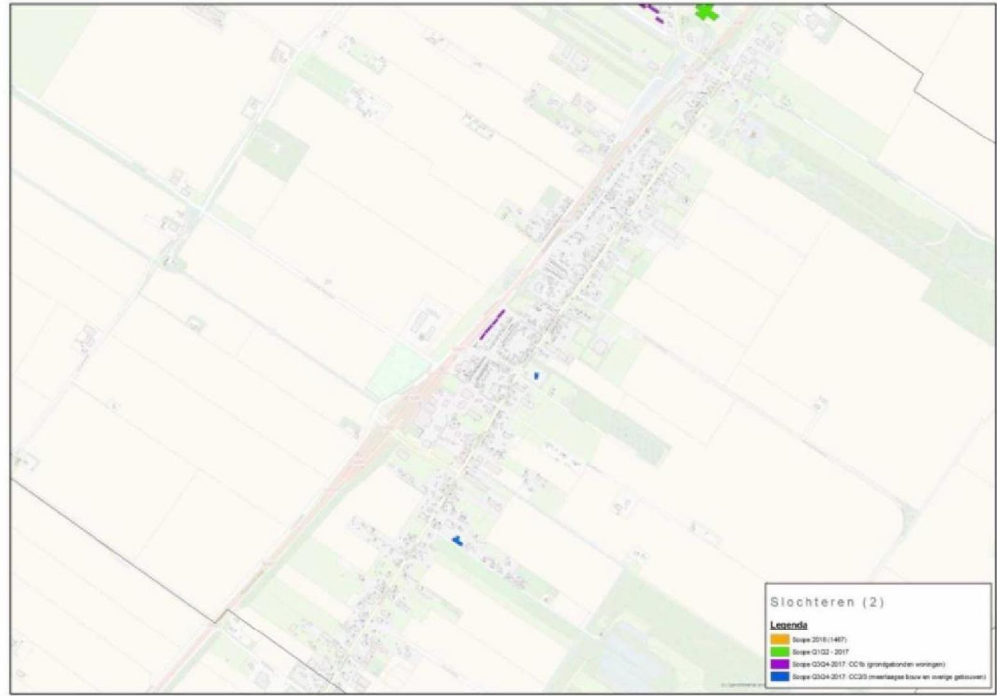 Slochteren (2)
Legenda
Scope 2016 (1467)
Scope Q1Q2 - 2017
Scope Q3Q4-2017: CC1b (grondgebonden woningen)
Scope Q3Q4-2017: CC2/3 (meerlaagse bouw en overige gebouwen)